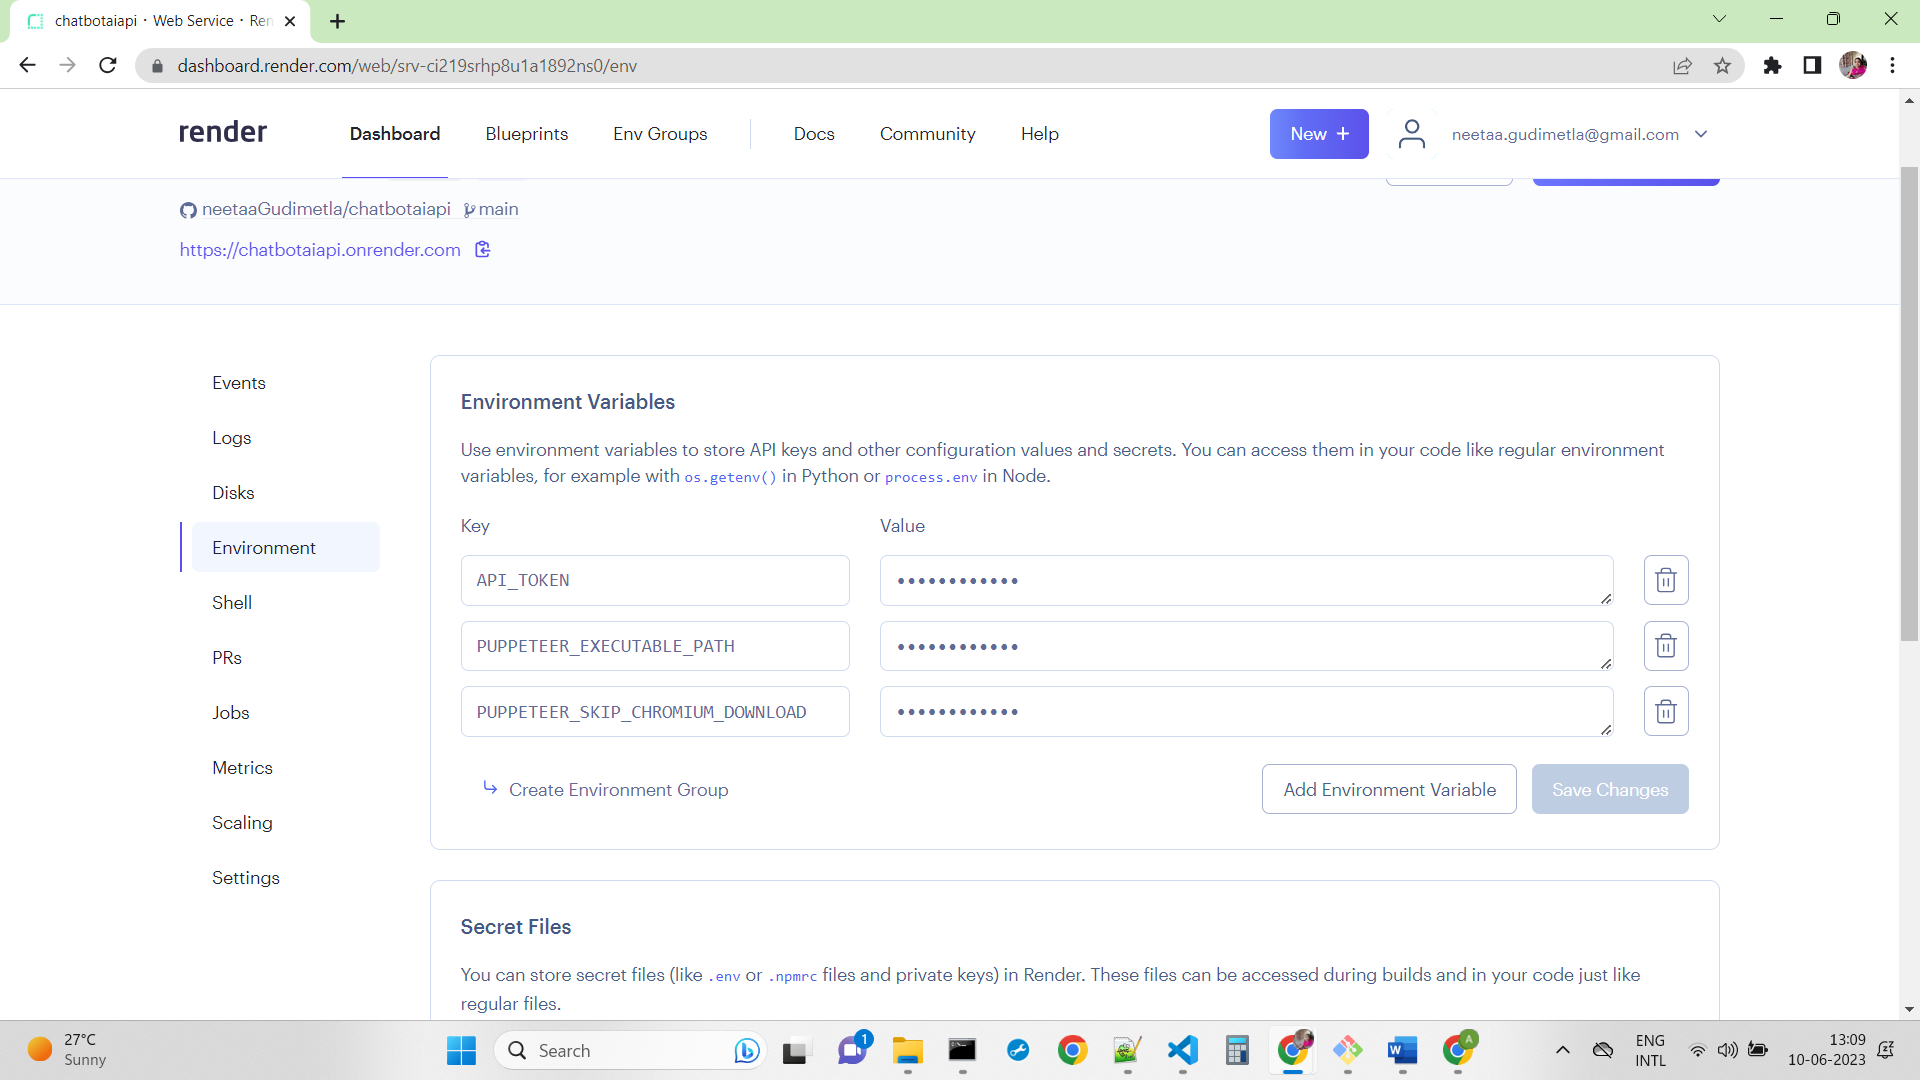 chatbotaiapi · Web Service · Ren
dashboard.render.com/web/srv-ci219srhp8u1a1892ns0/env
render
Dashboard
Blueprints
Env Groups
Docs
Community
Help
New +
neetaa.gudimetla@gmail.com
neetaaGudimetla/chatbotaiapi main
https://chatbotaiapi.onrender.com
Events
Logs
Disks
Environment
Shell
PRs
Jobs
Metrics
Scaling
Settings
Environment Variables
Use environment variables to store API keys and other configuration values and secrets. You can access them in your code like regular environment
variables, for example with os.getenv() in Python or process.env in Node.
Key
Value
API_TOKEN
••••••••••••
PUPPETEER_EXECUTABLE_PATH
••••••••••••
PUPPETEER_SKIP_CHROMIUM_DOWNLOAD
••••••••••••
Create Environment Group
Add Environment Variable
Save Changes
Secret Files
You can store secret files (like .env or .npmrc files and private keys) in Render. These files can be accessed during builds and in your code just like
regular files.
27°C
Sunny
Search
1
A
ENG
INTL
13:09
10-06-2023